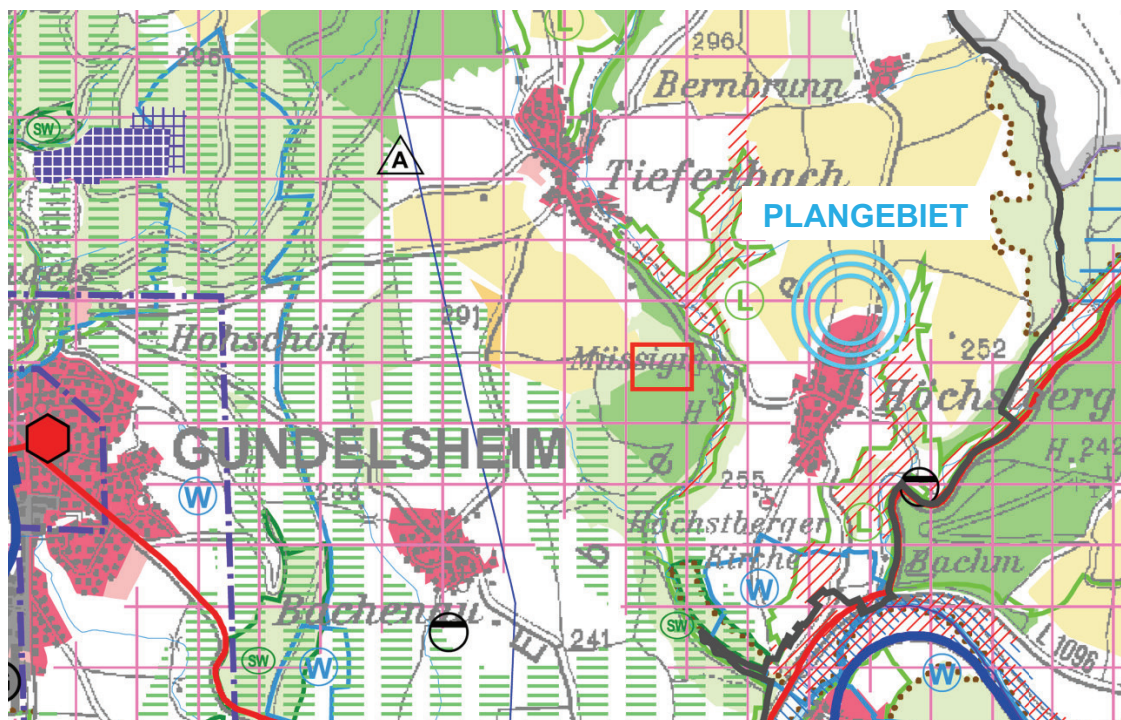 L
296
Bernbrunn
296
SW
A
Tiefenbach
PLANGEBIET
L
291
Hohschön
252
Höchstberg
H
H. 242
GUNDELSHEIM
255
W
233
Höchstberger
Kirche
L
Bachm
W
Bachenau
SW
241
SW
W
W
L 1096